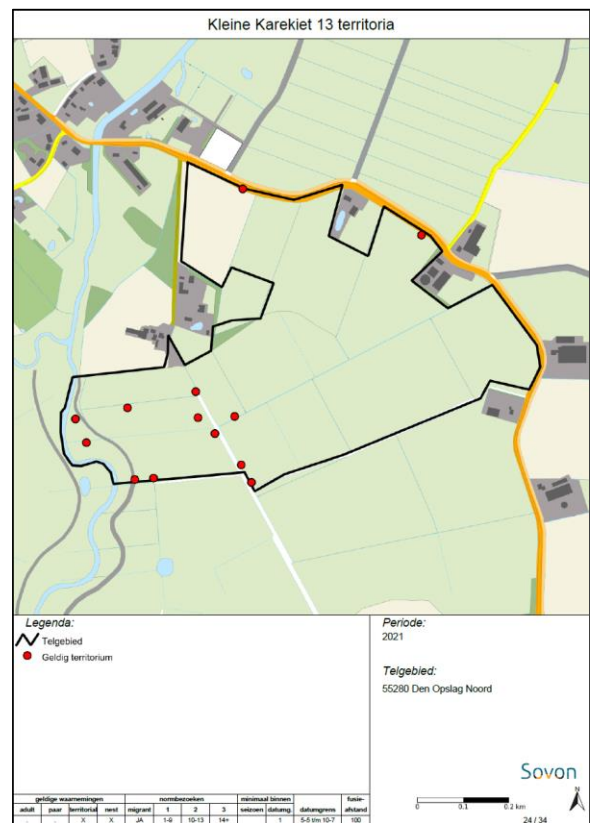 Kleine Karekiet 13 territoria
Legenda:
Telgebied
Geldig territorium
Periode:
2021
Telgebied:
55280 Den Opslag Noord
Sovon
N
0 0.1 0.2 km
24 / 34
geldige waarnemingen normbezoeken minimaal binnen fusie-
adult paar territoriaal nest migrant 1 2 3 seizoen datumg. datumgrens afstand
. . X X JA 1-9 10-13 14+ . 1 5-5 t/m 10-7 100